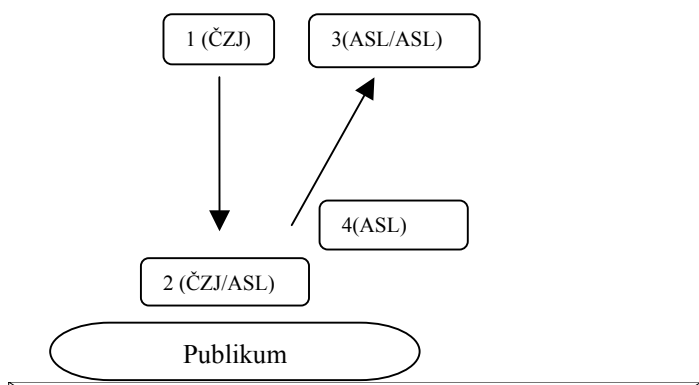 1 (ČZJ)
3(ASL/ASL)
4(ASL)
2 (ČZJ/ASL)
Publikum